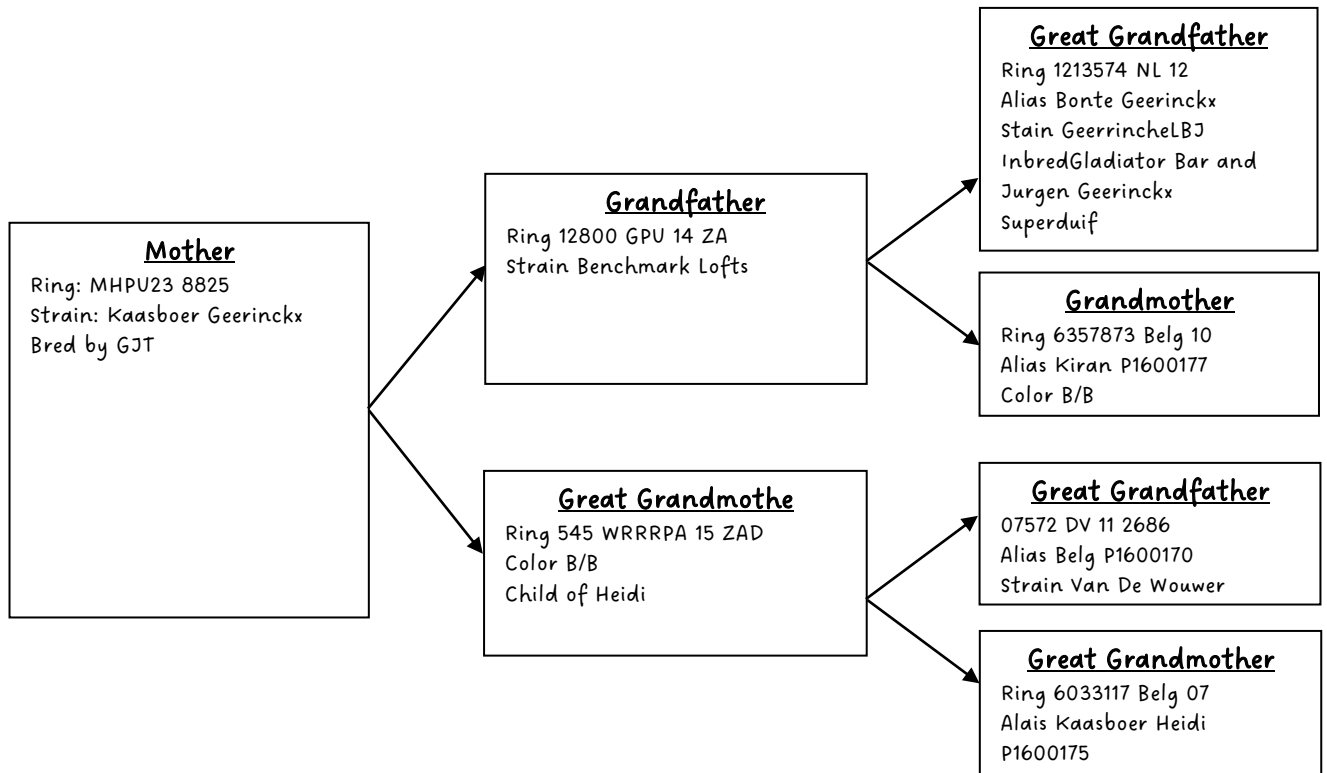 Mother
Ring: MHPU23 8825
Strain: Kaasboer Geerinckx
Bred by GJT
Grandfather
Ring 12800 GPU 14 ZA
Strain Benchmark Lofts
Great Grandmothe
Ring 545 WRRRPA 15 ZAD
Color B/B
Child of Heidi
Great Grandfather
Ring 1213574 NL 12
Alias Bonte Geerinckx
Stain GeerrincheLBJ
InbredGladiator Bar and
Jurgen Geerinckx
Superduif
Grandmother
Ring 6357873 Belg 10
Alias Kiran P1600177
Color B/B
Great Grandfather
07572 DV 11 2686
Alias Belg P1600170
Strain Van De Wouwer
Great Grandmother
Ring 6033117 Belg 07
Alais Kaasboer Heidi
P1600175